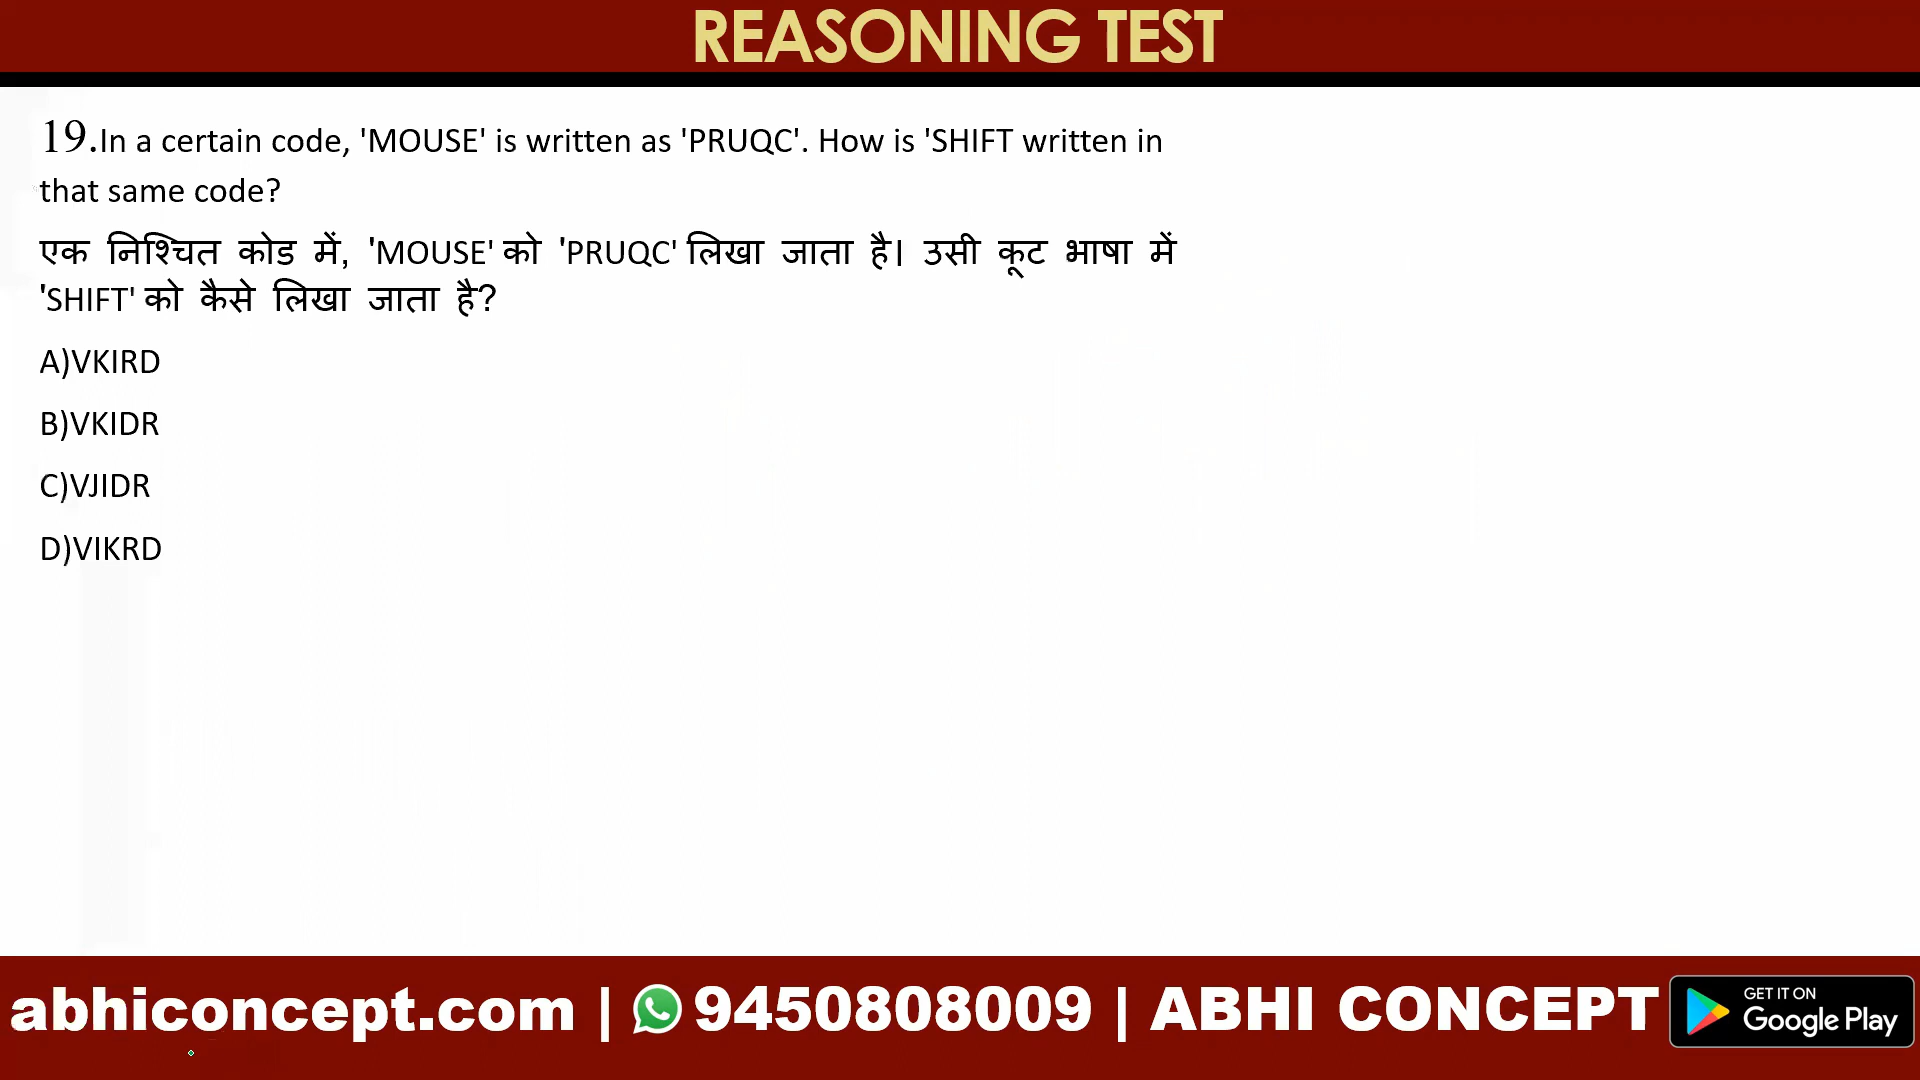 REASONING TEST
19.In a certain code, 'MOUSE' is written as 'PRUQC'. How is 'SHIFT written in
that same code?
एक निश्चित कोड में, 'MOUSE' को 'PRUQC' लिखा जाता है। उसी कूट भाषा में
'SHIFT' को कैसे लिखा जाता है?
A)VKIRD
B)VKIDR
C)VJIDR
D)VIKRD
abhiconcept.com | 9450808009 | ABHI CONCEPT
GET IT ON
Google Play